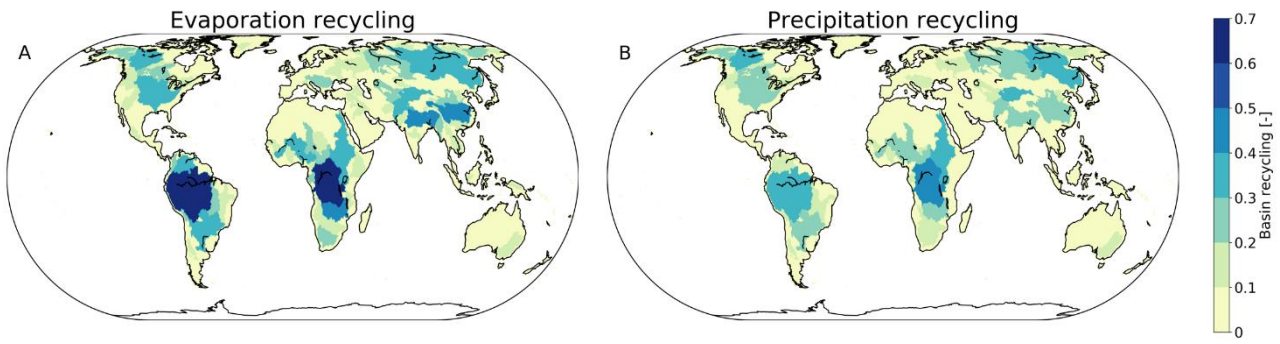 Evaporation recycling
Precipitation recycling
A
B
0.7
0.6
0.5
0.4
0.3
0.2
0.1
0
Basin recycling [-]